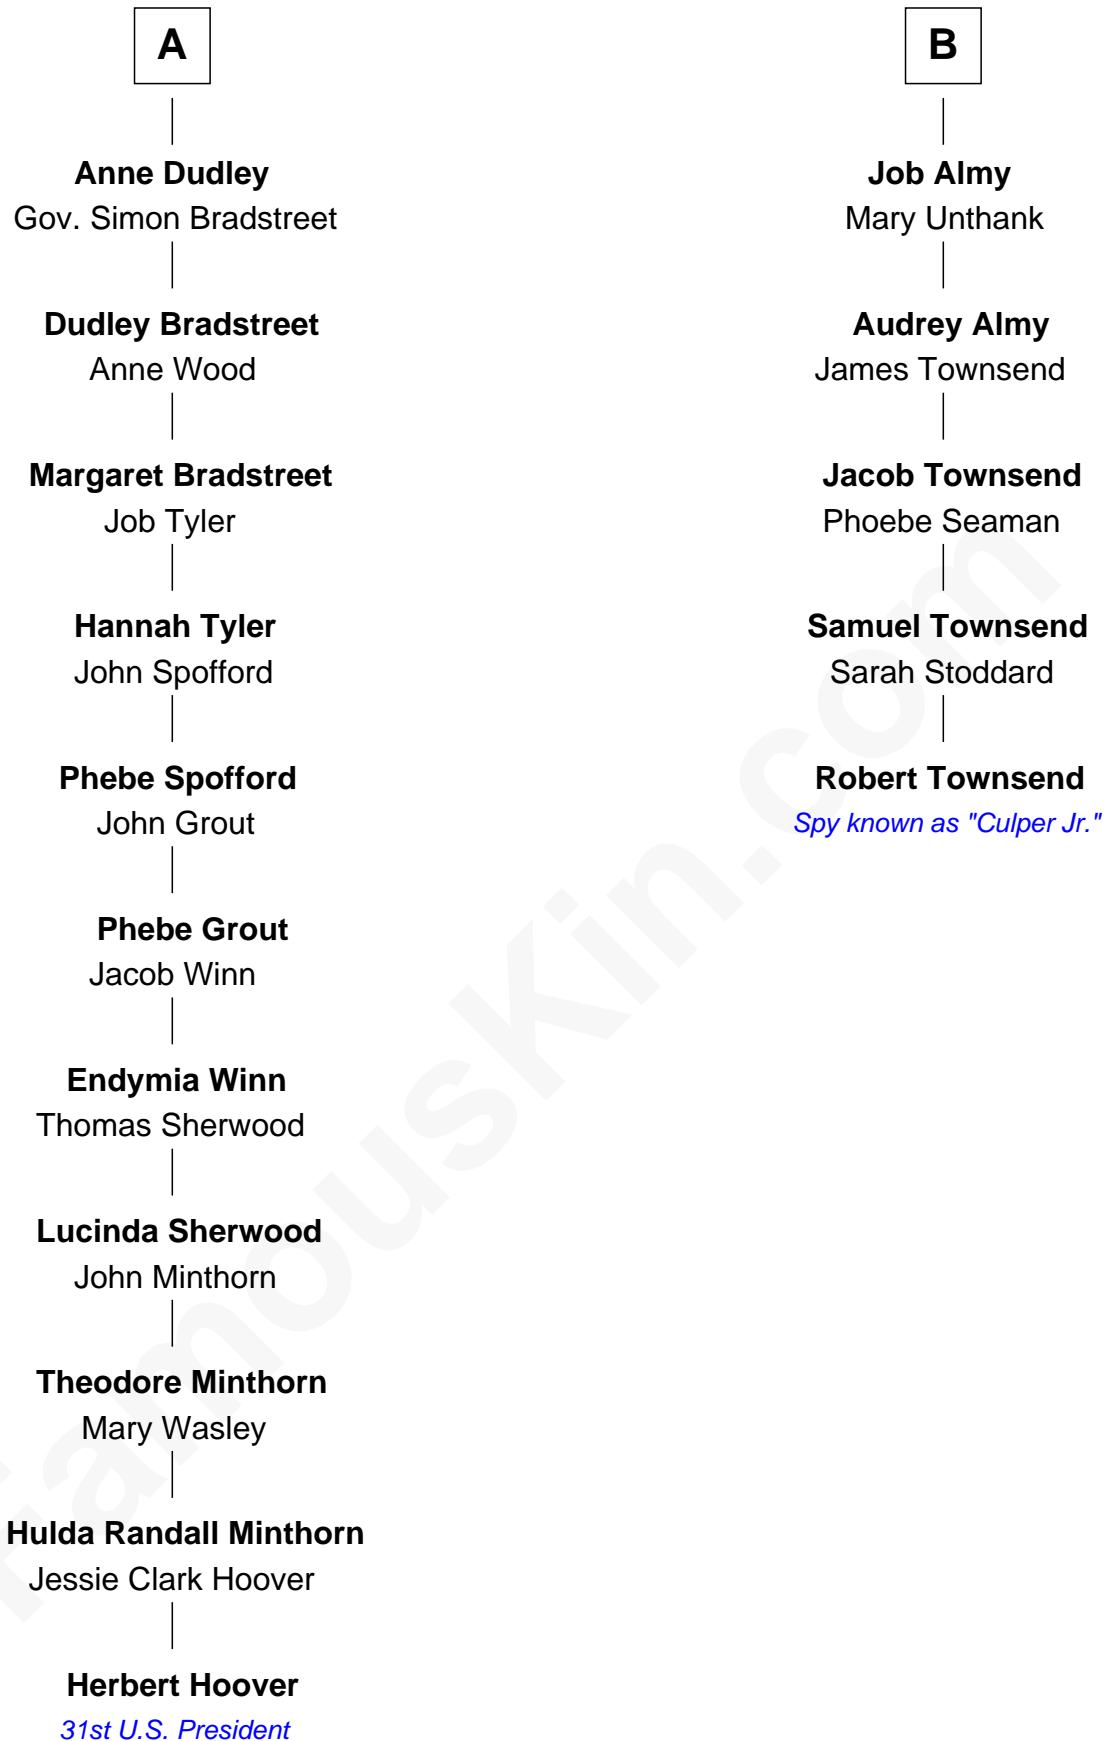 A
Anne Dudley
Gov. Simon Bradstreet
Dudley Bradstreet
Anne Wood
Margaret Bradstreet
Job Tyler
Hannah Tyler
John Spofford
Phebe Spofford
John Grout
Phebe Grout
Jacob Winn
Endymia Winn
Thomas Sherwood
Lucinda Sherwood
John Minthorn
Theodore Minthorn
Mary Wasley
Hulda Randall Minthorn
Jessie Clark Hoover
Herbert Hoover
31st U.S. President
B
Job Almy
Mary Unthank
Audrey Almy
James Townsend
Jacob Townsend
Phoebe Seaman
Samuel Townsend
Sarah Stoddard
Robert Townsend
Spy known as "Culper Jr."
FamousKin.com